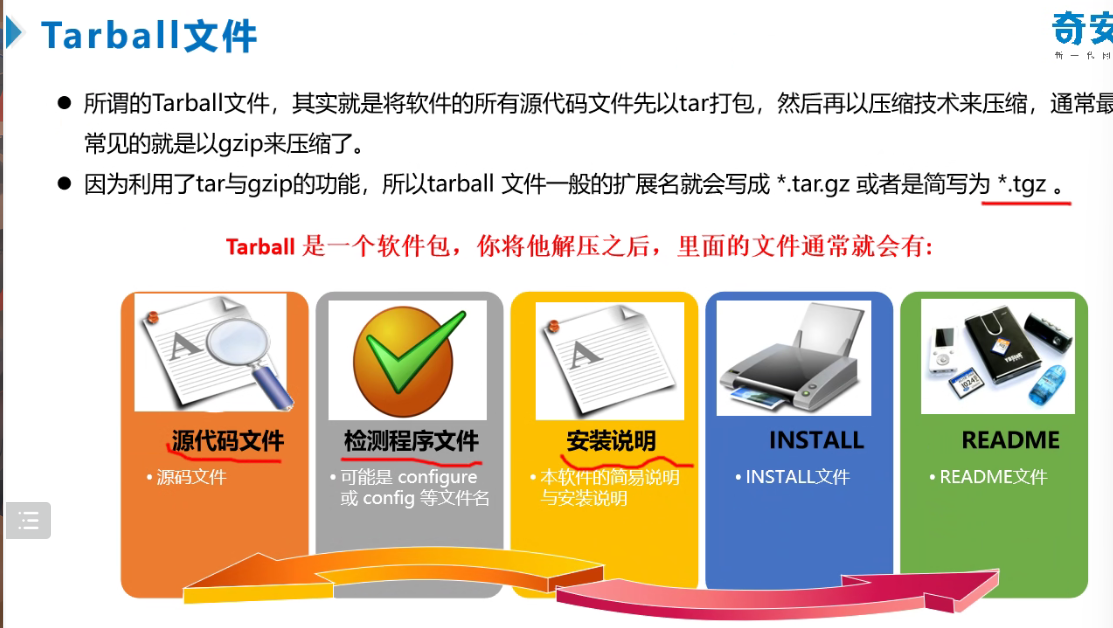 Tarball文件
奇安
新一代网
● 所谓的Tarball文件，其实就是将软件的所有源代码文件先以tar打包，然后再以压缩技术来压缩，通常最
常见的就是以gzip来压缩了。
● 因为利用了tar与gzip的功能，所以tarball 文件一般的扩展名就会写成 *.tar.gz 或者是简写为 *.tgz 。
Tarball 是一个软件包，你将他解压之后，里面的文件通常就会有:
源代码文件
• 源码文件
检测程序文件
• 可能是 configure
或 config 等文件名
安装说明
• 本软件的简易说明
与安装说明
INSTALL
• INSTALL文件
README
• README文件